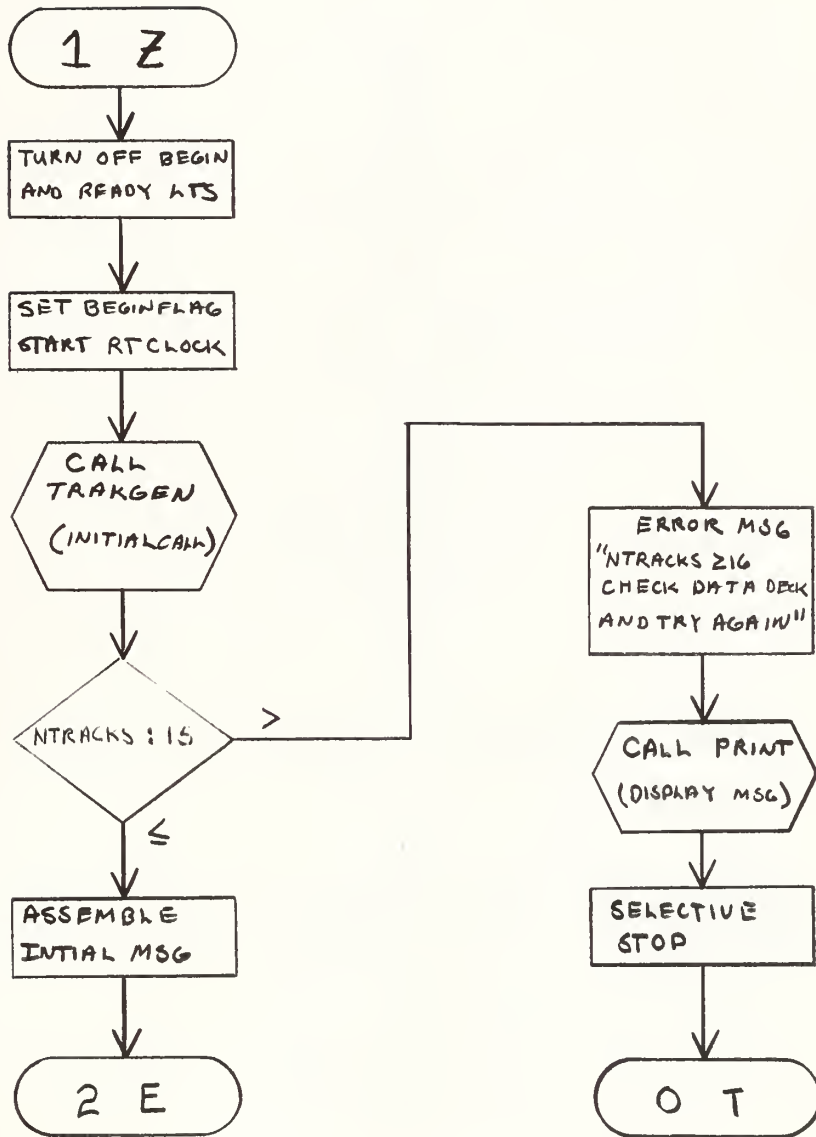 1 Z
TURN OFF BEGIN
AND READY LTS
SET BEGINFLAG
START RTCLOCK
CALL
TRAKGEN
(INITIALCALL)
NTRACKS : 15
>
≤
ASSEMBLE
INTIAL MSG
2 E
ERROR MSG
"NTRACKS ≥16
CHECK DATA DECK
AND TRY AGAIN"
CALL PRINT
(DISPLAY MSG)
SELECTIVE
STOP
0 T